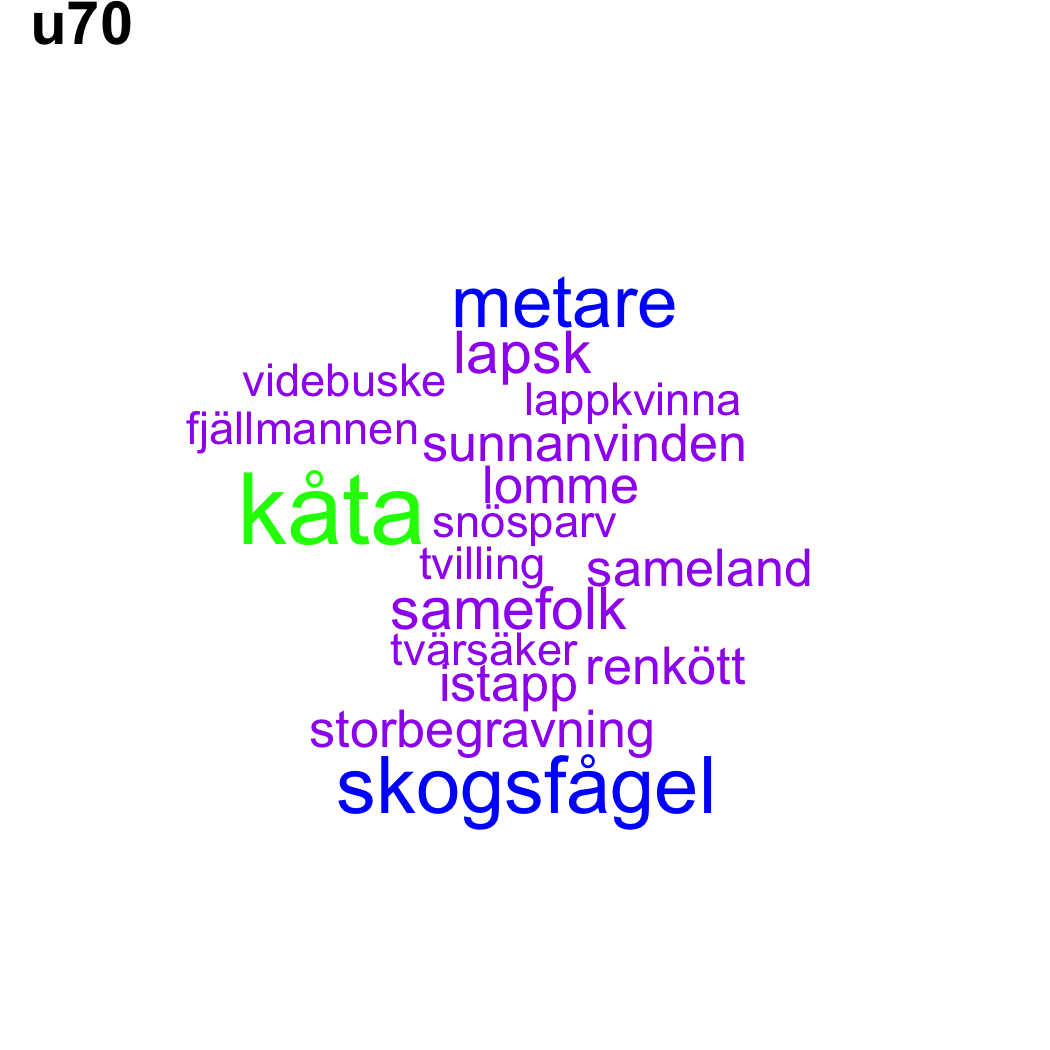 u70
metare
lapsk
videbuske
lappkvinna
fjällmannen
sunnanvinden
lomme
kåta
snösparv
tvilling
sameland
samefolk
tvärsäker
renkött
istapp
storbegravning
skogsfågel